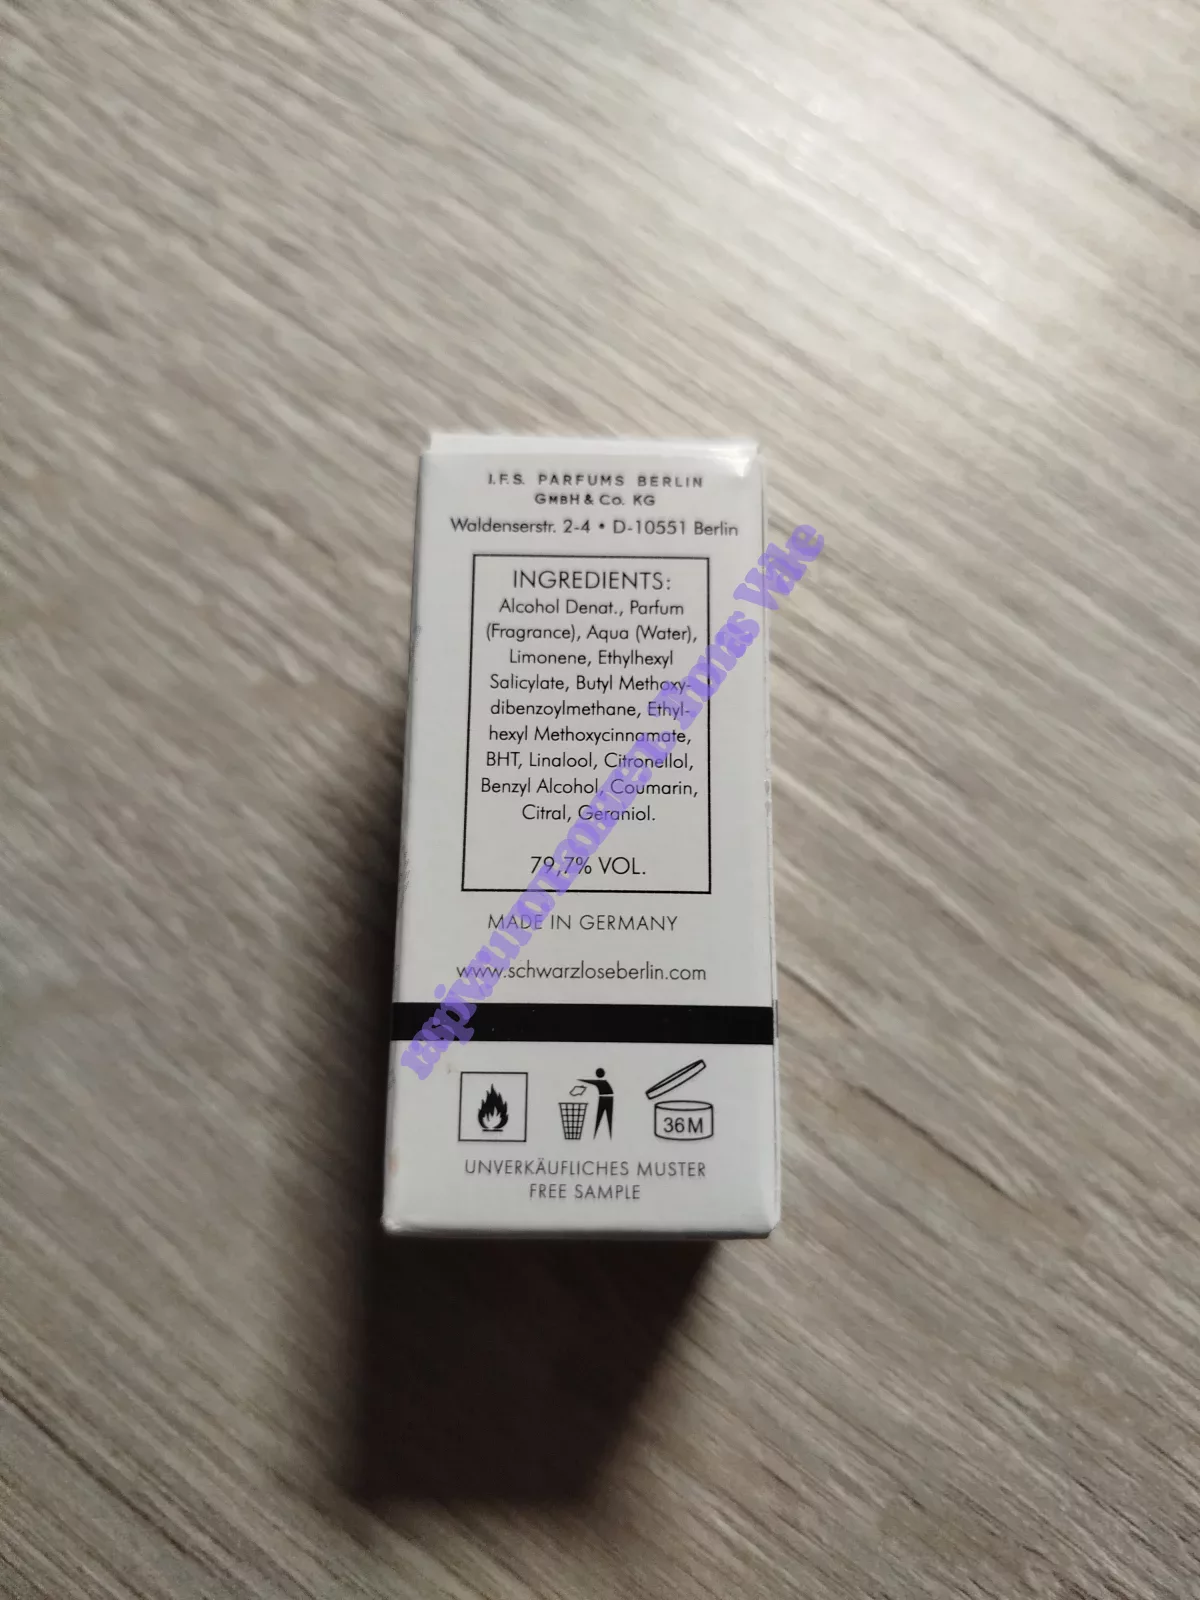 I.F.S. PARFUMS BERLIN
GMBH & CO. KG
Waldenserstr. 2-4 • D-10551 Berlin
INGREDIENTS:
Alcohol Denat., Parfum
(Fragrance), Aqua (Water),
Limonene, Ethylhexyl
Salicylate, Butyl Methoxy-
dibenzoylmethane, Ethyl-
hexyl Methoxycinnamate,
BHT, Linalool, Citronellol,
Benzyl Alcohol, Coumarin,
Citral, Geraniol.
79,7% VOL.
MADE IN GERMANY
www.schwarzloseberlin.com
36M
UNVERKÄUFLICHES MUSTER
FREE SAMPLE